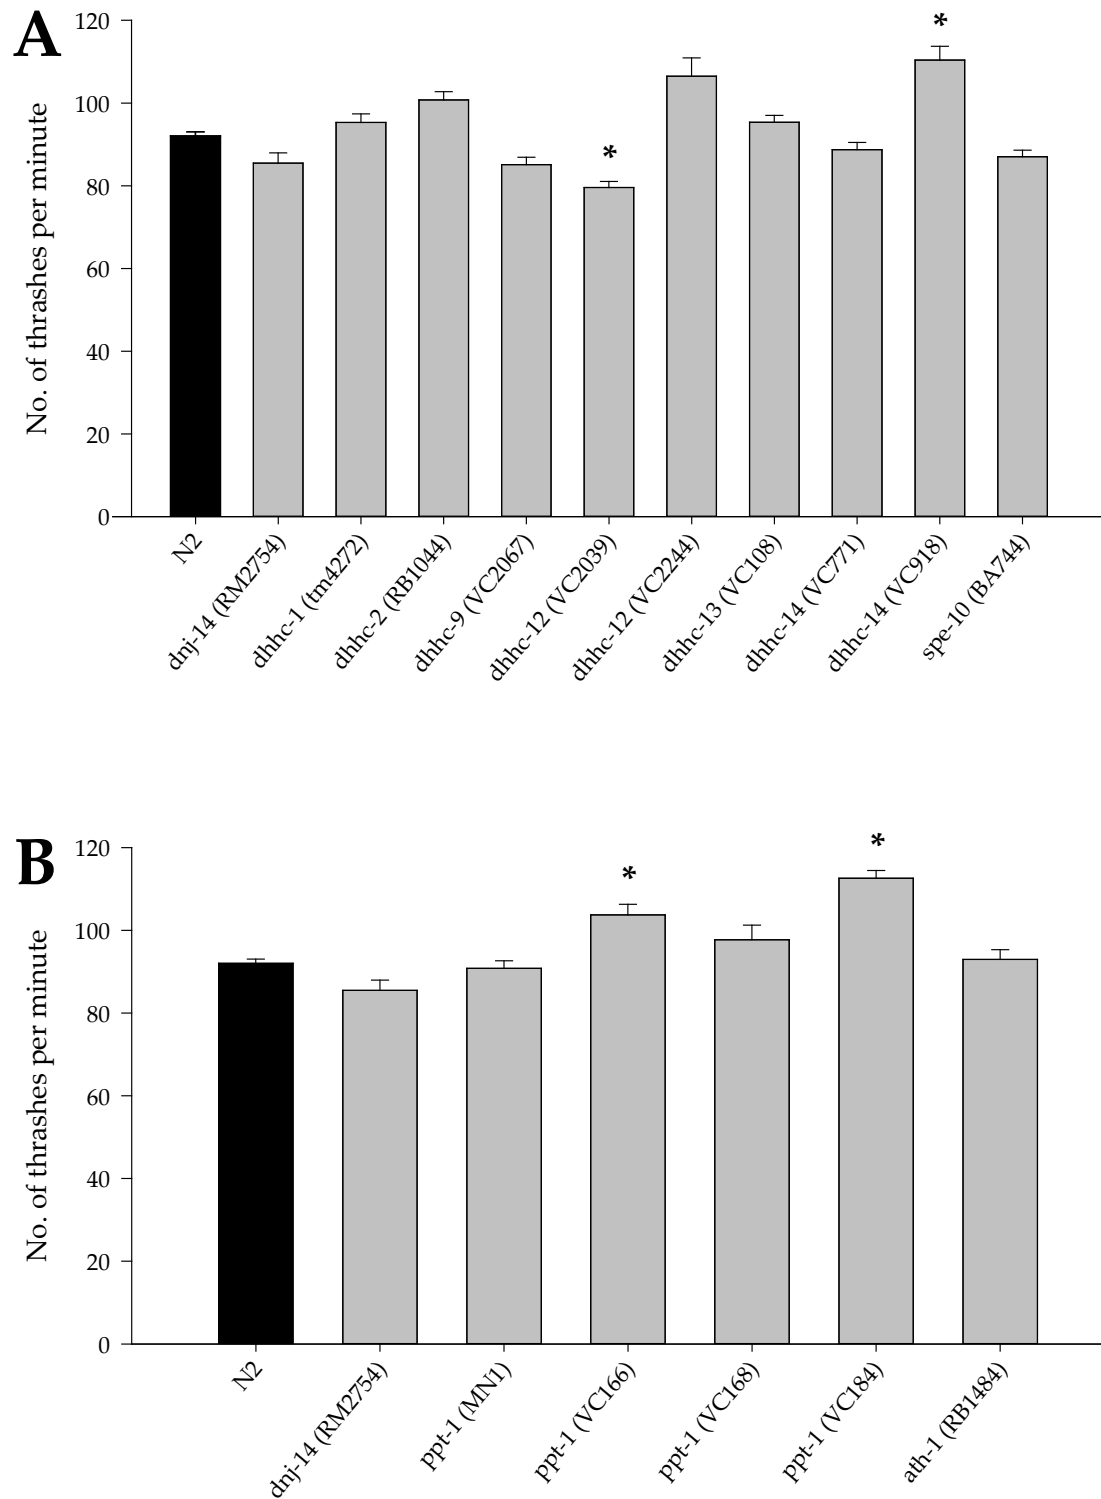 A
No. of thrashes per minute
120
100
80
60
40
20
0
*
*
N2
dnj-14 (RM2754)
dhhc-1 (tm4272)
dhhc-2 (RB1044)
dhhc-9 (VC2067)
dhhc-12 (VC2039)
dhhc-12 (VC2244)
dhhc-13 (VC108)
dhhc-14 (VC771)
dhhc-14 (VC918)
spe-10 (BA744)
B
No. of thrashes per minute
120
100
80
60
40
20
0
*
*
N2
dnj-14 (RM2754)
ppt-1 (MN1)
ppt-1 (VC166)
ppt-1 (VC168)
ppt-1 (VC184)
ath-1 (RB1484)